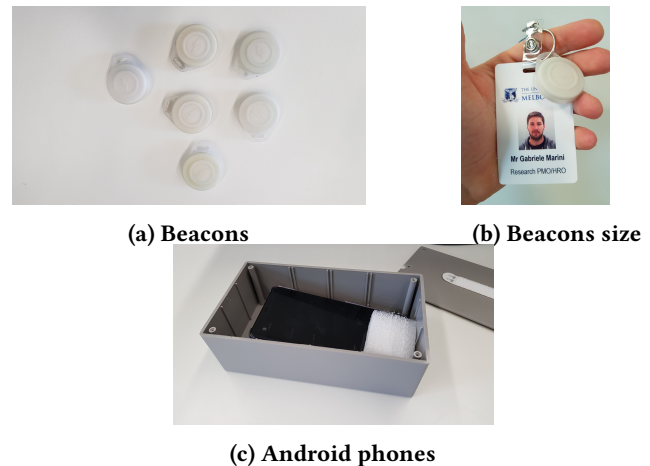 (a) Beacons
THE UN
MELBO
Mr Gabriele Marini
Research PMO/HRO
(b) Beacons size
(c) Android phones